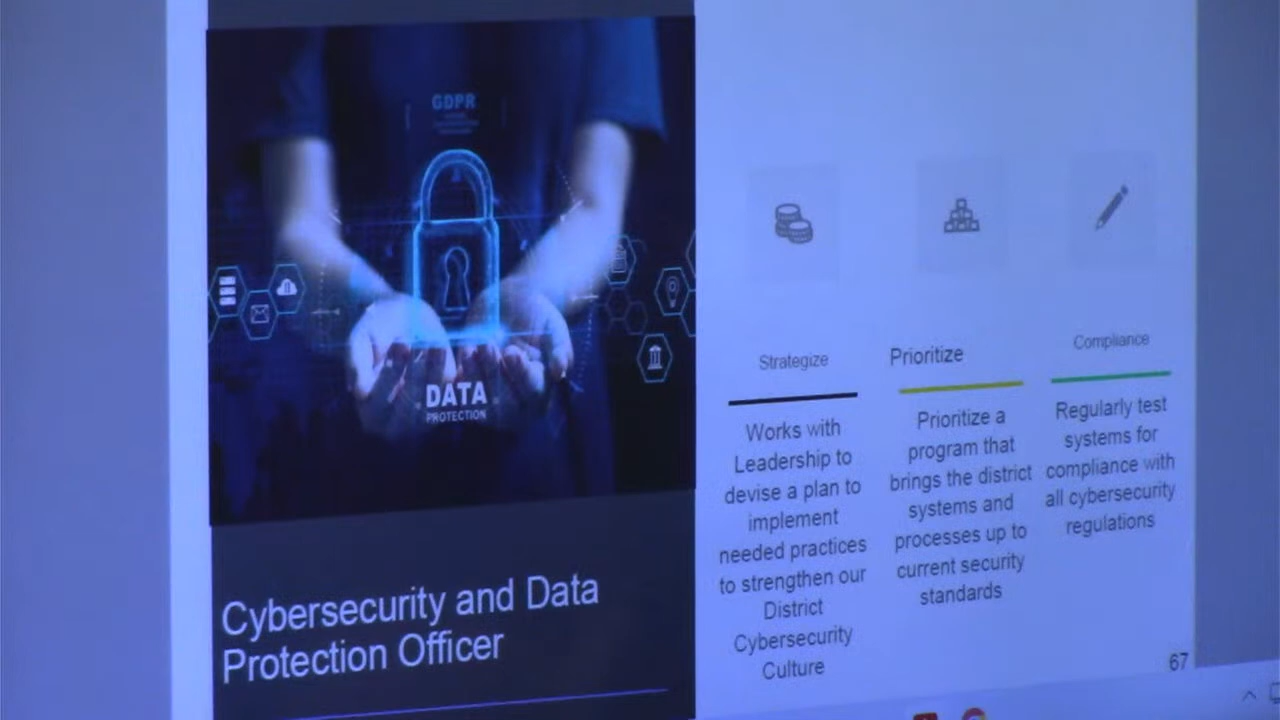 GDPR
DATA
PROTECTION
Cybersecurity and Data
Protection Officer
Strategize
Works with
Leadership to
devise a plan to
implement
needed practices
to strengthen our
District
Cybersecurity
Culture
Prioritize
Prioritize a
program that
brings the district
systems and
processes up to
current security
standards
Compliance
Regularly test
systems for
compliance with
all cybersecurity
regulations
67